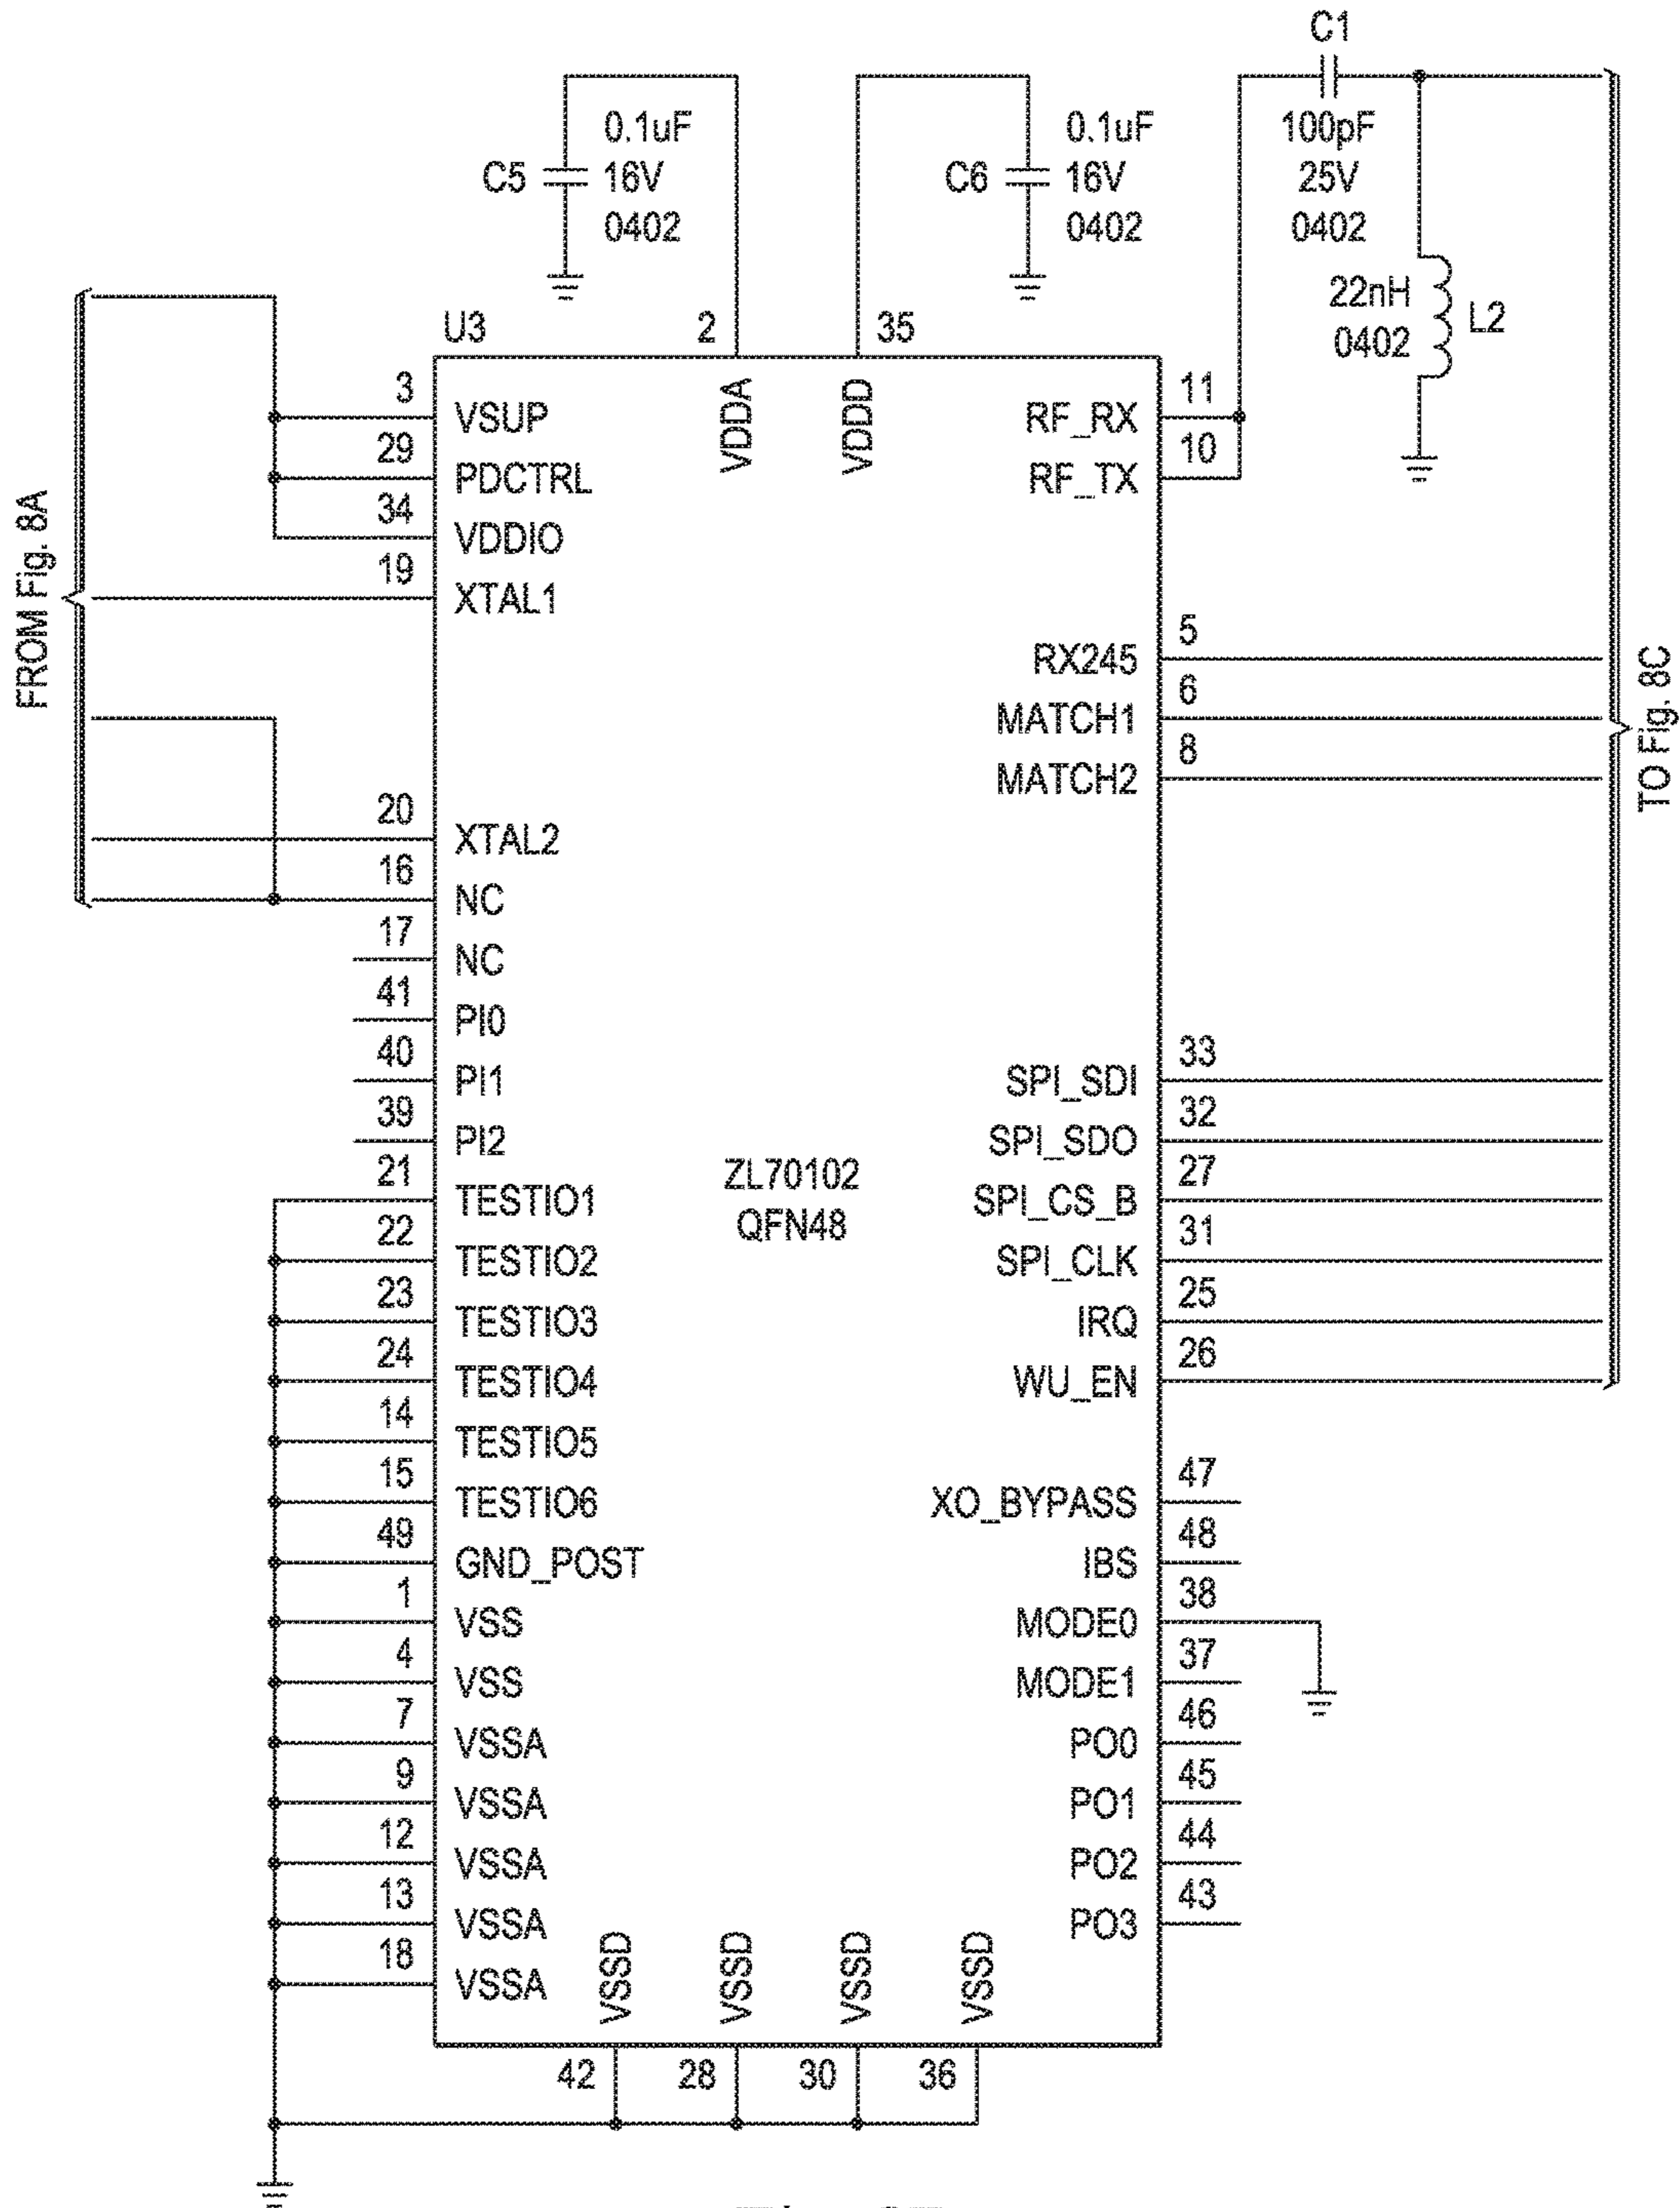 C1
100pF
25V
0402
C5
0.1uF
16V
0402
C6
0.1uF
16V
0402
22nH
0402
L2
FROM Fig. 8A
TO Fig. 8C
U3
2
VDDA
35
VDDD
3
VSUP
29
PDCTRL
34
VDDIO
19
XTAL1
20
XTAL2
16
NC
17
NC
41
PI0
40
PI1
39
PI2
21
TESTIO1
22
TESTIO2
23
TESTIO3
24
TESTIO4
14
TESTIO5
15
TESTIO6
49
GND_POST
1
VSS
4
VSS
7
VSSA
9
VSSA
12
VSSA
13
VSSA
18
VSSA
ZL70102
QFN48
11
RF_RX
10
RF_TX
5
RX245
6
MATCH1
8
MATCH2
33
SPI_SDI
32
SPI_SDO
27
SPI_CS_B
31
SPI_CLK
25
IRQ
26
WU_EN
47
XO_BYPASS
48
IBS
38
MODE0
37
MODE1
46
PO0
45
PO1
44
PO2
43
PO3
VSSD
VSSD
VSSD
VSSD
42
28
30
36